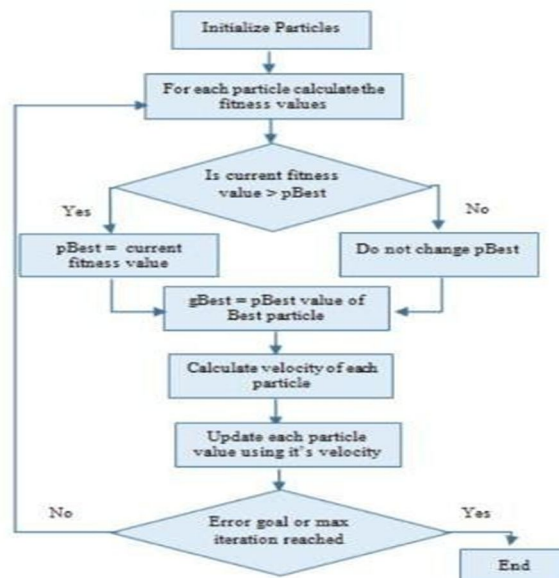 Initialize Particles
For each particle calculate the
fitness values
Is current fitness
value > pBest
Yes
No
pBest = current
fitness value
Do not change pBest
gBest = pBest value of
Best particle
Calculate velocity of each
particle
Update each particle
value using it's velocity
No
Error goal or max
iteration reached
Yes
End